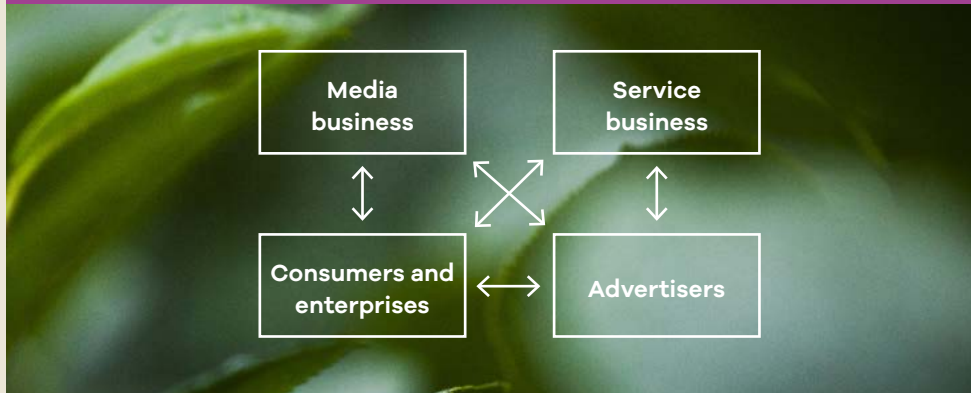 Media
business
Service
business
Consumers and
enterprises
Advertisers